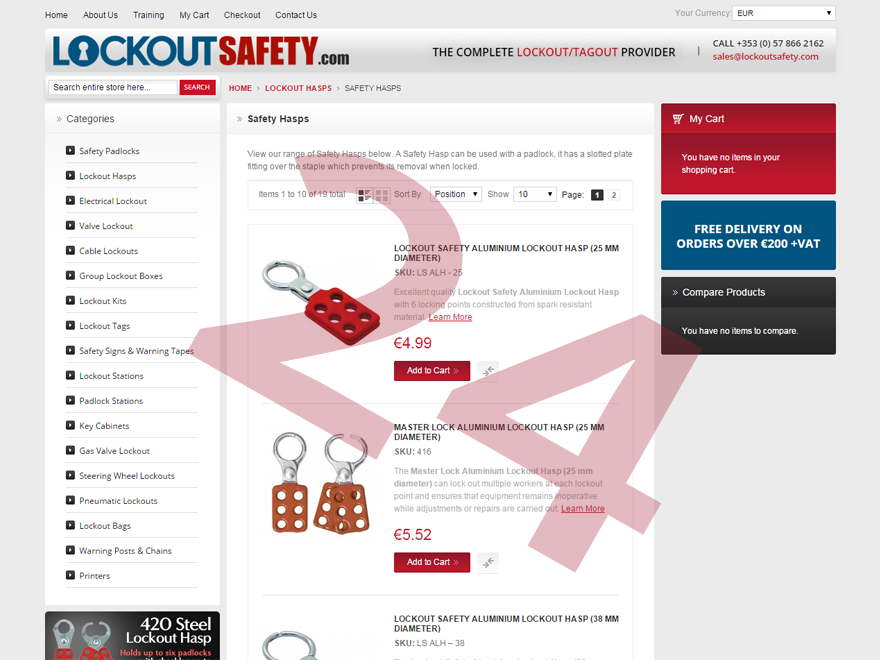 Home About Us Training My Cart Checkout Contact Us
Your Currency: EUR
LOCKOUTSAFETY.com
THE COMPLETE LOCKOUT/TAGOUT PROVIDER
|
CALL +353 (0) 57 866 2162
sales@lockoutsafety.com
Search entire store here... SEARCH
HOME > LOCKOUT HASPS > SAFETY HASPS
» Categories
Safety Padlocks
Lockout Hasps
Electrical Lockout
Valve Lockout
Cable Lockouts
Group Lockout Boxes
Lockout Kits
Lockout Tags
Safety Signs & Warning Tapes
Lockout Stations
Padlock Stations
Key Cabinets
Gas Valve Lockout
Steering Wheel Lockouts
Pneumatic Lockouts
Lockout Bags
Warning Posts & Chains
Printers
420 Steel
Lockout Hasp
Holds up to six padlocks
» Safety Hasps
View our range of Safety Hasps below. A Safety Hasp can be used with a padlock, it has a slotted plate
fitting over the staple which prevents its removal when locked.
Items 1 to 10 of 19 total Sort By Position Show 10 Page: 1 2
LOCKOUT SAFETY ALUMINIUM LOCKOUT HASP (25 MM
DIAMETER)
SKU: LS ALH - 25
Excellent quality Lockout Safety Aluminium Lockout Hasp
with 6 locking points constructed from spark resistant
material. Learn More
€4.99
Add to Cart »
MASTER LOCK ALUMINIUM LOCKOUT HASP (25 MM
DIAMETER)
SKU: 416
The Master Lock Aluminium Lockout Hasp (25 mm
diameter) can lock out multiple workers at each lockout
point and ensures that equipment remains inoperative
while adjustments or repairs are carried out. Learn More
€5.52
Add to Cart »
LOCKOUT SAFETY ALUMINIUM LOCKOUT HASP (38 MM
DIAMETER)
SKU: LS ALH – 38
My Cart
You have no items in your
shopping cart.
FREE DELIVERY ON
ORDERS OVER €200 +VAT
» Compare Products
You have no items to compare.
24